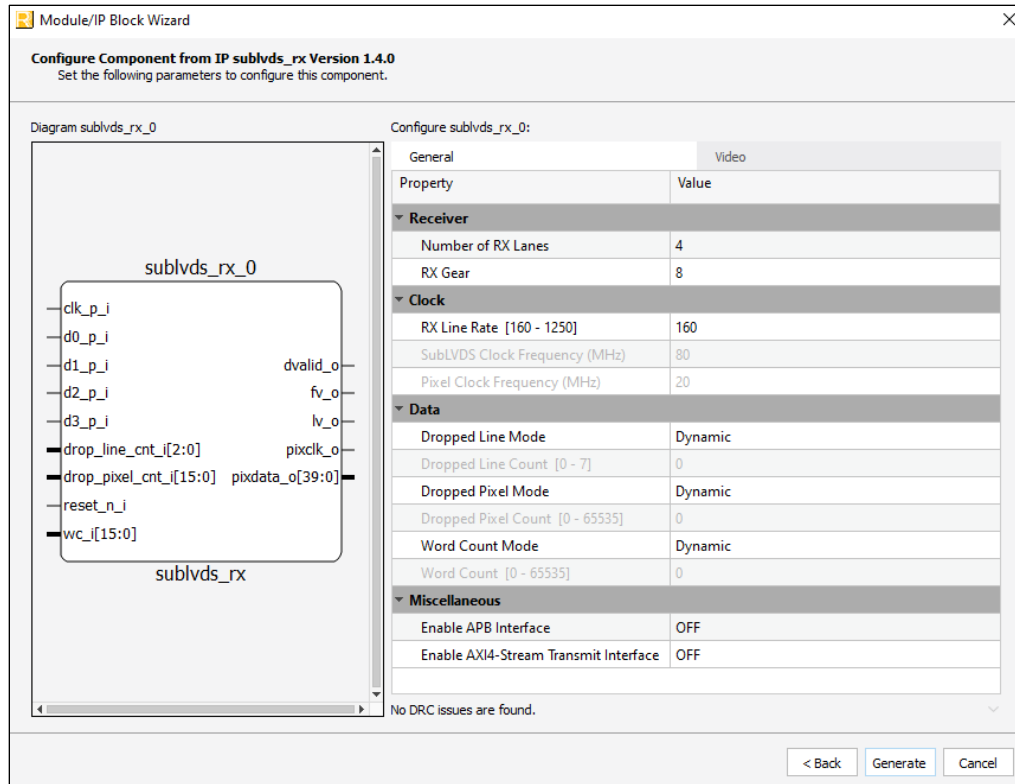 Module/IP Block Wizard
Configure Component from IP sublvds_rx Version 1.4.0
Set the following parameters to configure this component.
Diagram sublvds_rx_0
sublvds_rx_0
clk_p_i
d0_p_i
d1_p_i dvalid_o
d2_p_i fv_o
d3_p_i lv_o
drop_line_cnt_i[2:0] pixclk_o
drop_pixel_cnt_i[15:0] pixdata_o[39:0]
reset_n_i
wc_i[15:0]
sublvds_rx
Configure sublvds_rx_0:
General Video
Property Value
Receiver
Number of RX Lanes 4
RX Gear 8
Clock
RX Line Rate [160 - 1250] 160
SubLVDS Clock Frequency (MHz) 80
Pixel Clock Frequency (MHz) 20
Data
Dropped Line Mode Dynamic
Dropped Line Count [0 - 7] 0
Dropped Pixel Mode Dynamic
Dropped Pixel Count [0 - 65535] 0
Word Count Mode Dynamic
Word Count [0 - 65535] 0
Miscellaneous
Enable APB Interface OFF
Enable AXI4-Stream Transmit Interface OFF
No DRC issues are found.
< Back Generate Cancel